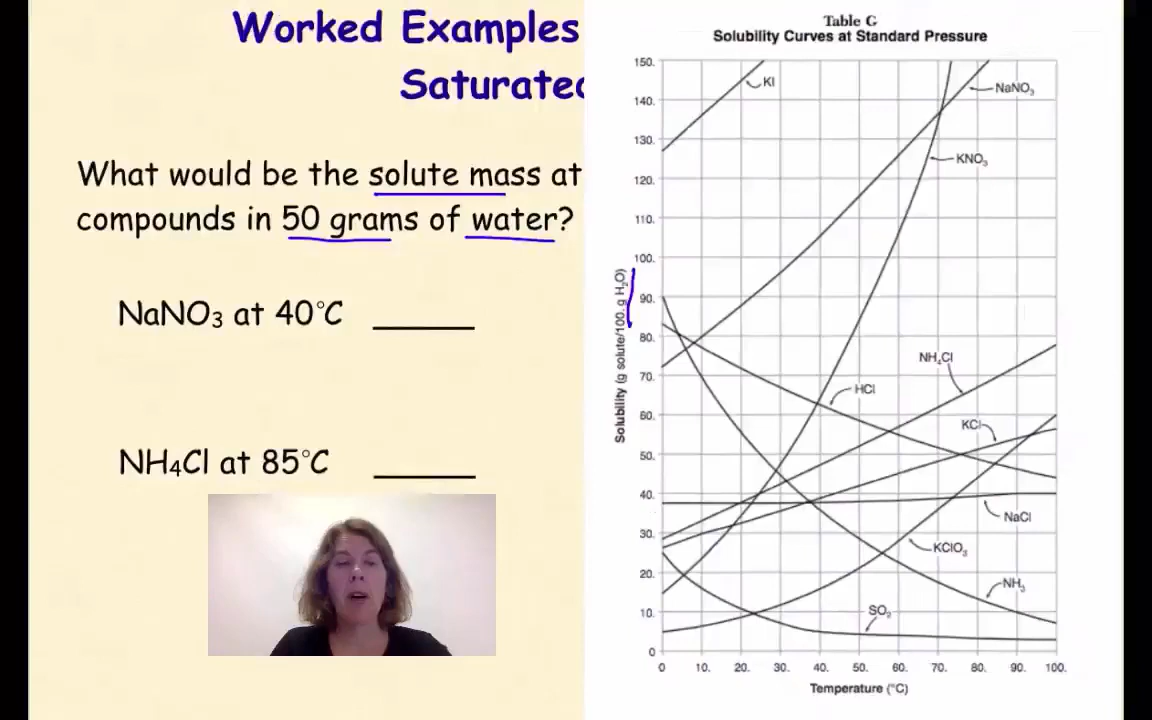 Worked Examples
Saturated
What would be the solute mass at
compounds in 50 grams of water?
NaNO₃ at 40°C ______
NH₄Cl at 85°C ______
Table G
Solubility Curves at Standard Pressure
Solubility (g solute/100. g H₂O)
150.
140.
130.
120.
110.
100.
90.
80.
70.
60.
50.
40.
30.
20.
10.
0
KI
NaNO₃
KNO₃
NH₄Cl
HCl
KCl
NaCl
KClO₃
NH₃
SO₂
0 10. 20. 30. 40. 50. 60. 70. 80. 90. 100.
Temperature (°C)